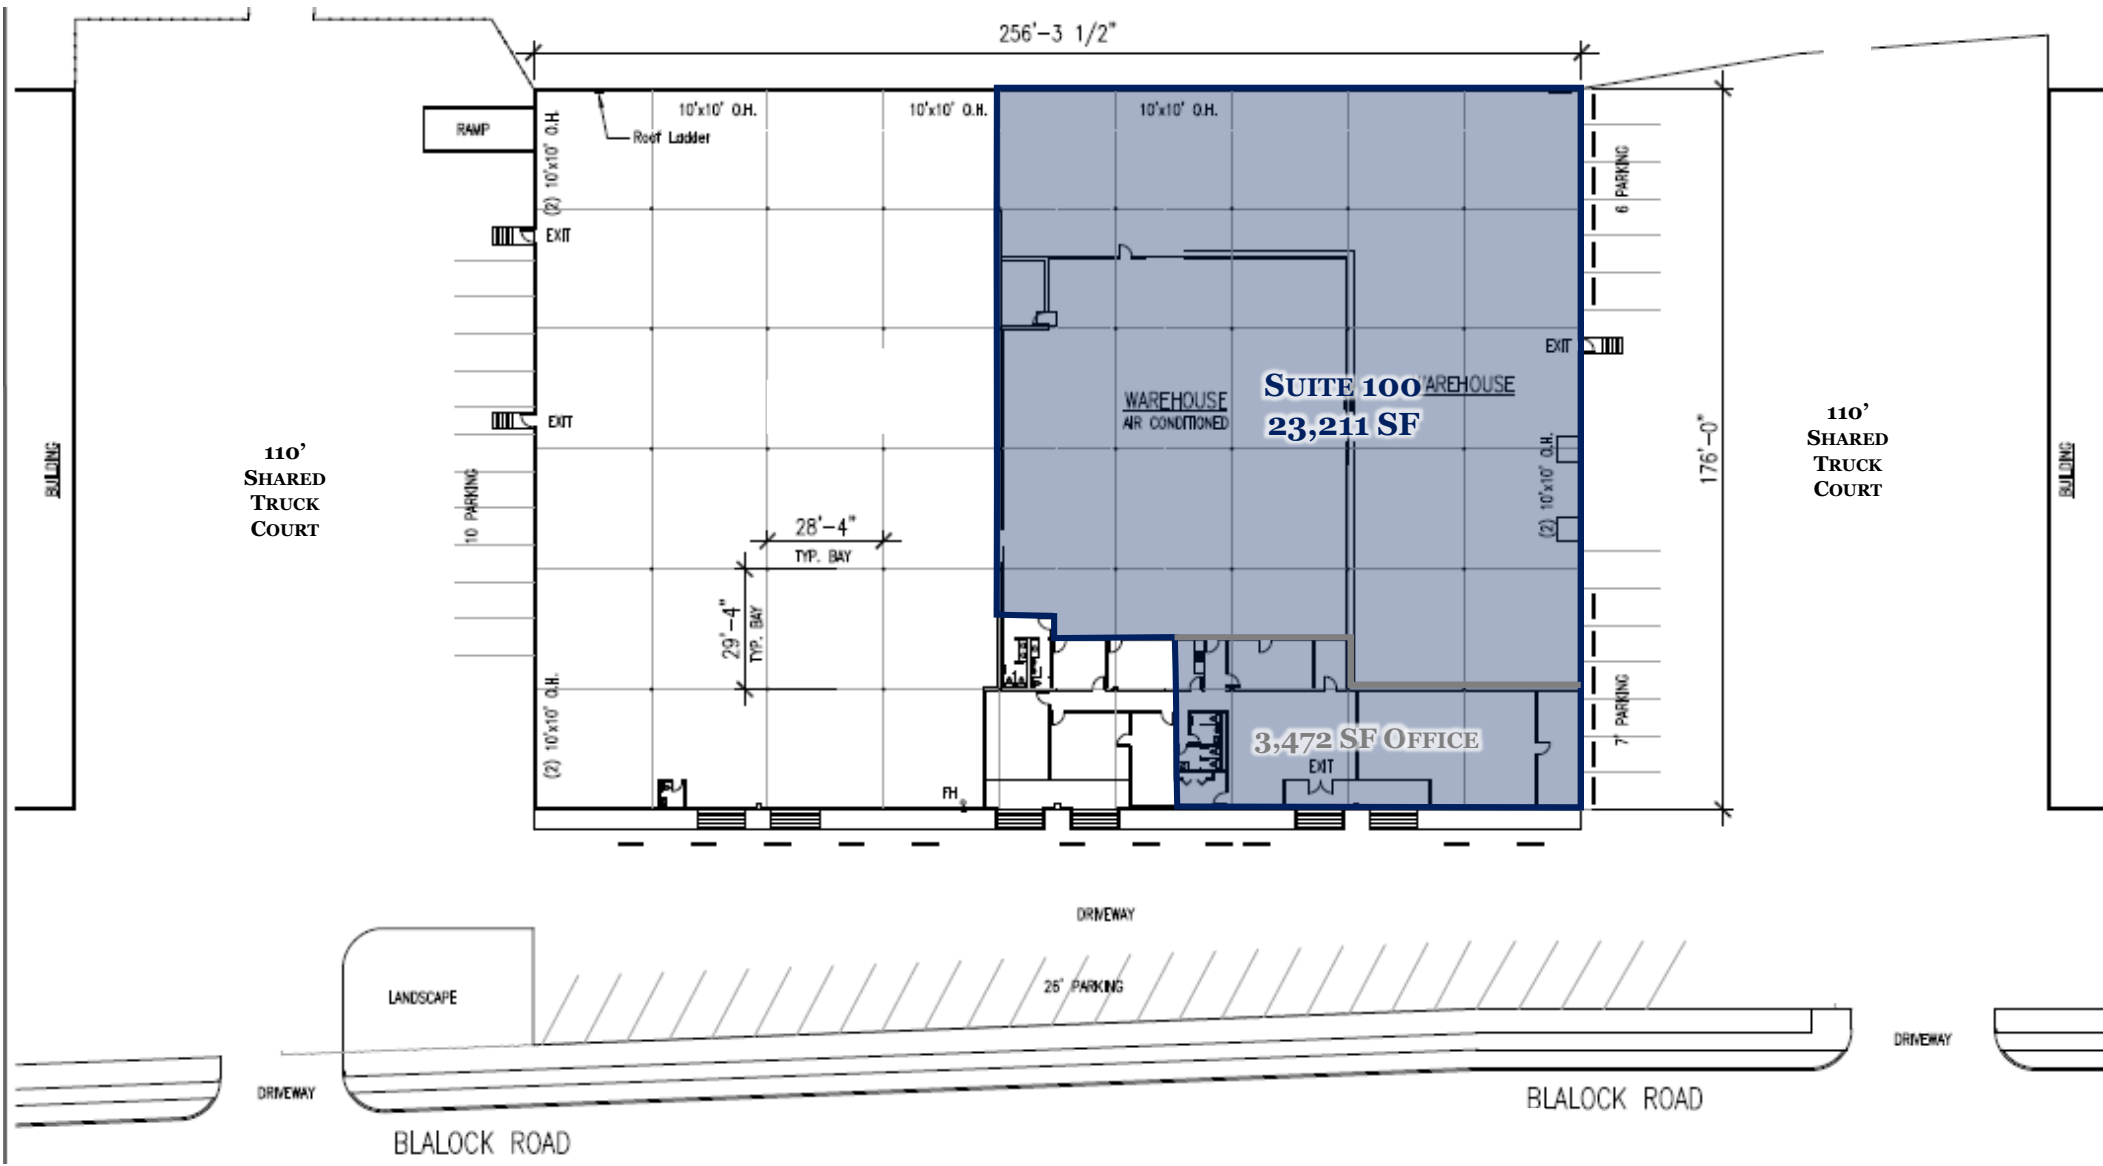 256'-3 1/2"
RAMP
(2) 10'x10' O.H.
Roof Ladder
10'x10' O.H.
10'x10' O.H.
10'x10' O.H.
6 PARKING
EXIT
EXIT
EXIT
WAREHOUSE
AIR CONDITIONED
SUITE 100
23,211 SF
AREHOUSE
BUILDING
110'
SHARED
TRUCK
COURT
10 PARKING
28'-4"
TYP. BAY
29'-4"
TYP. BAY
(2) 10'x10' O.H.
176'-0"
110'
SHARED
TRUCK
COURT
BUILDING
(2) 10'x10' O.H.
7' PARKING
3,472 SF OFFICE
EXIT
FH
DRIVEWAY
LANDSCAPE
26' PARKING
DRIVEWAY
DRIVEWAY
BLALOCK ROAD
BLALOCK ROAD